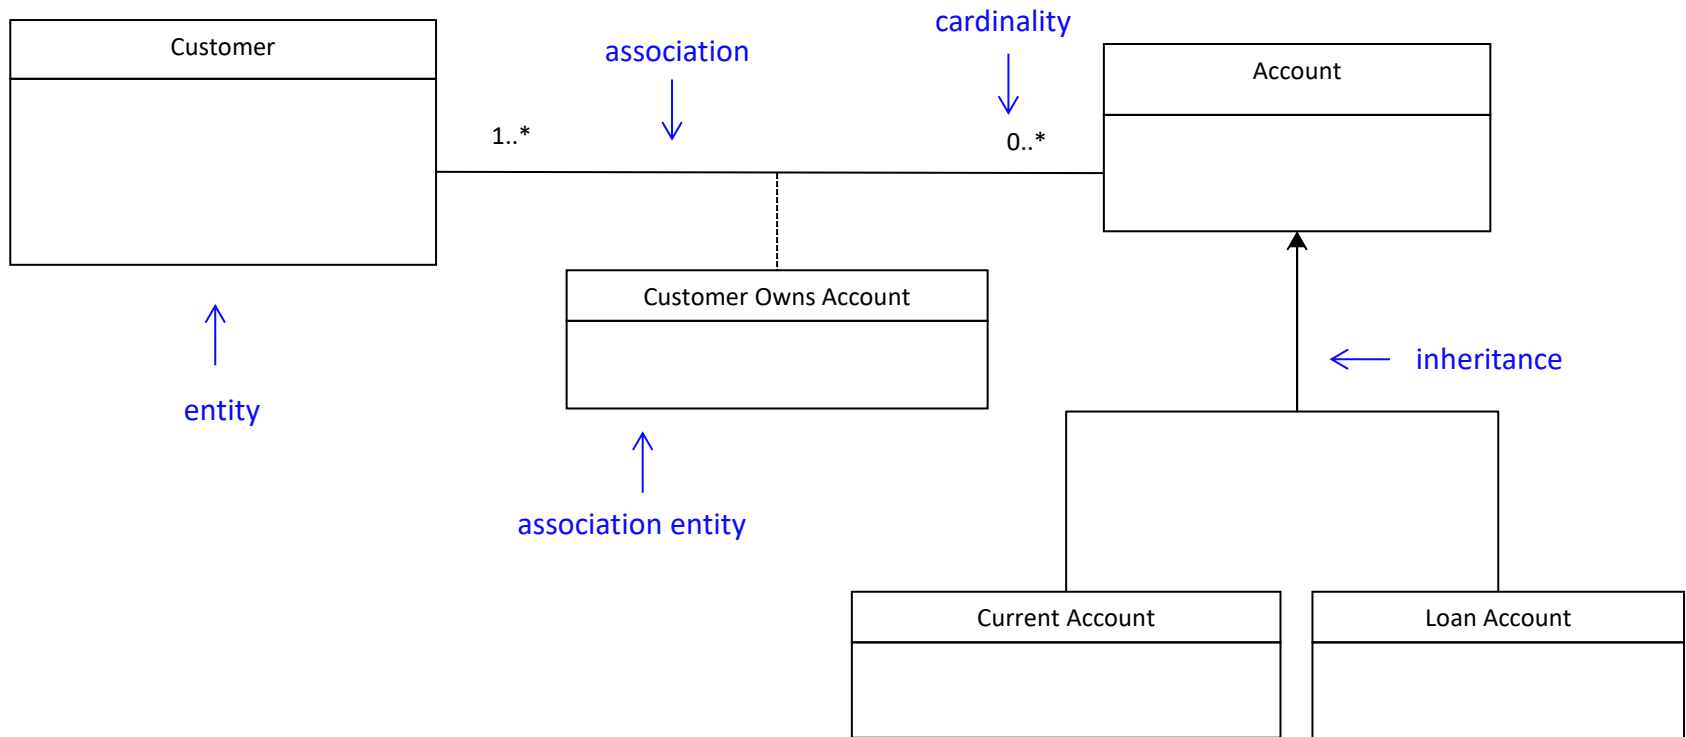 cardinality
Customer
association
Account
1..*
0..*
Customer Owns Account
inheritance
entity
association entity
Current Account
Loan Account